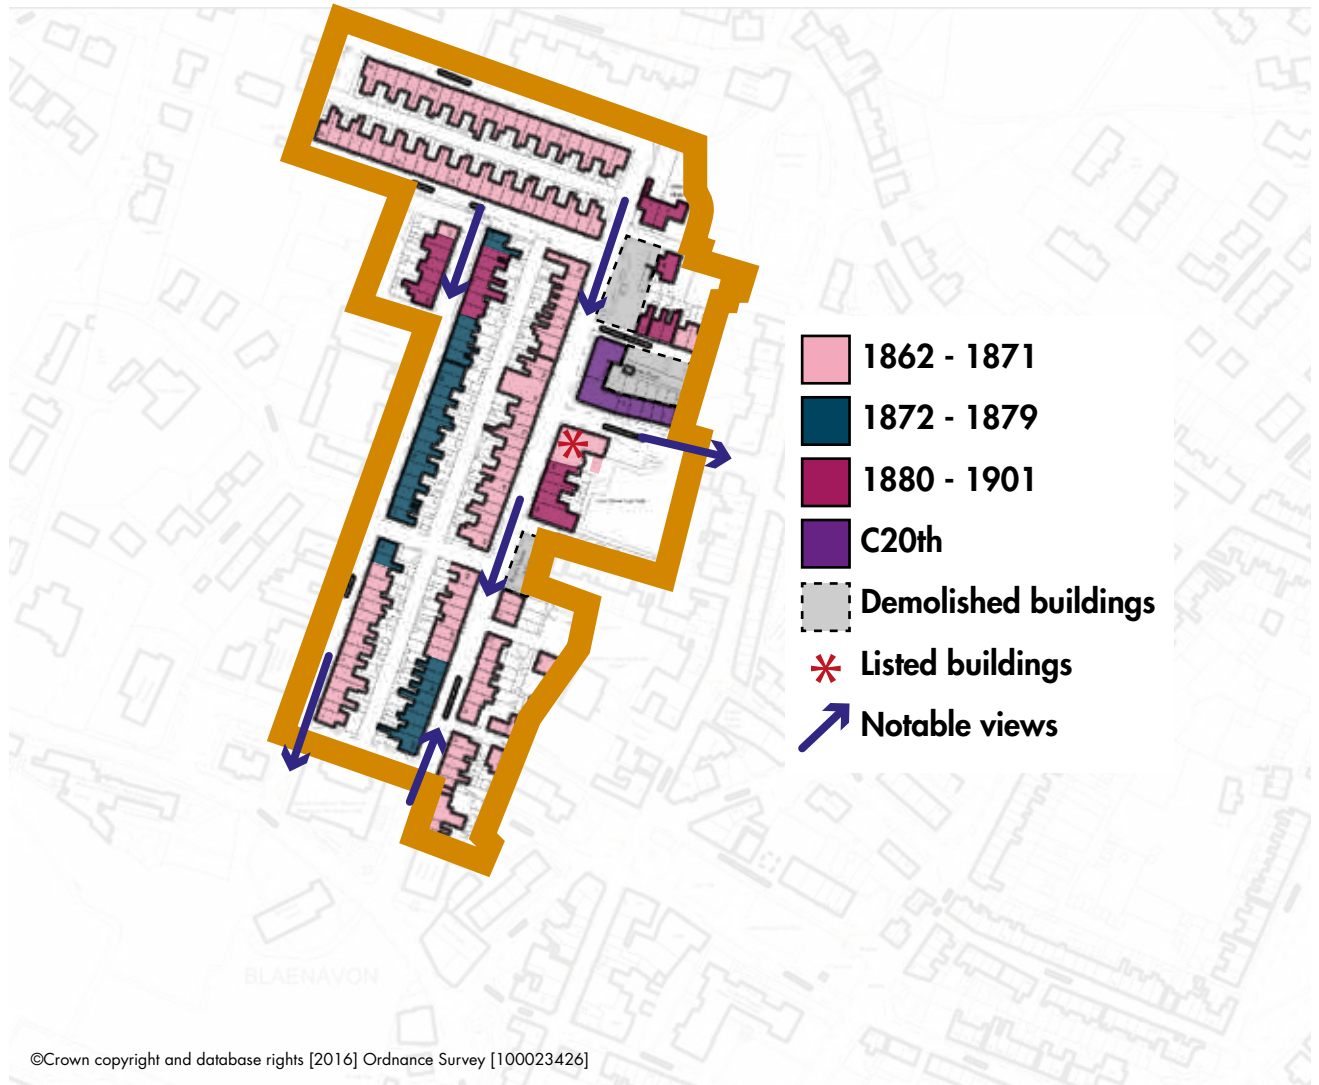 1862 - 1871
1872 - 1879
1880 - 1901
C20th
Demolished buildings
Listed buildings
Notable views
BLAENAVON
©Crown copyright and database rights [2016] Ordnance Survey [100023426]